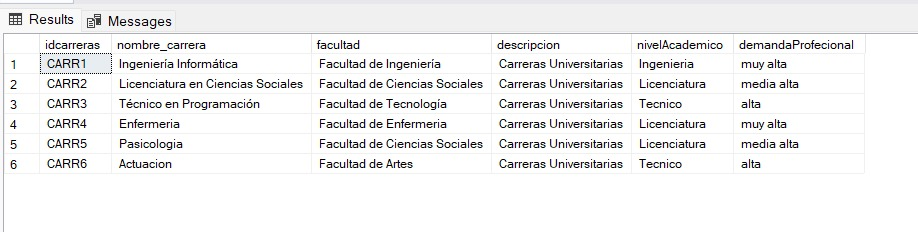 Results Messages
idcarreras nombre_carrera facultad descripcion nivelAcademico demandaProfecional
1 CARR1 Ingeniería Informática Facultad de Ingeniería Carreras Universitarias Ingenieria muy alta
2 CARR2 Licenciatura en Ciencias Sociales Facultad de Ciencias Sociales Carreras Universitarias Licenciatura media alta
3 CARR3 Técnico en Programación Facultad de Tecnología Carreras Universitarias Tecnico alta
4 CARR4 Enfermeria Facultad de Enfermeria Carreras Universitarias Licenciatura muy alta
5 CARR5 Pasicologia Facultad de Ciencias Sociales Carreras Universitarias Licenciatura media alta
6 CARR6 Actuacion Facultad de Artes Carreras Universitarias Tecnico alta